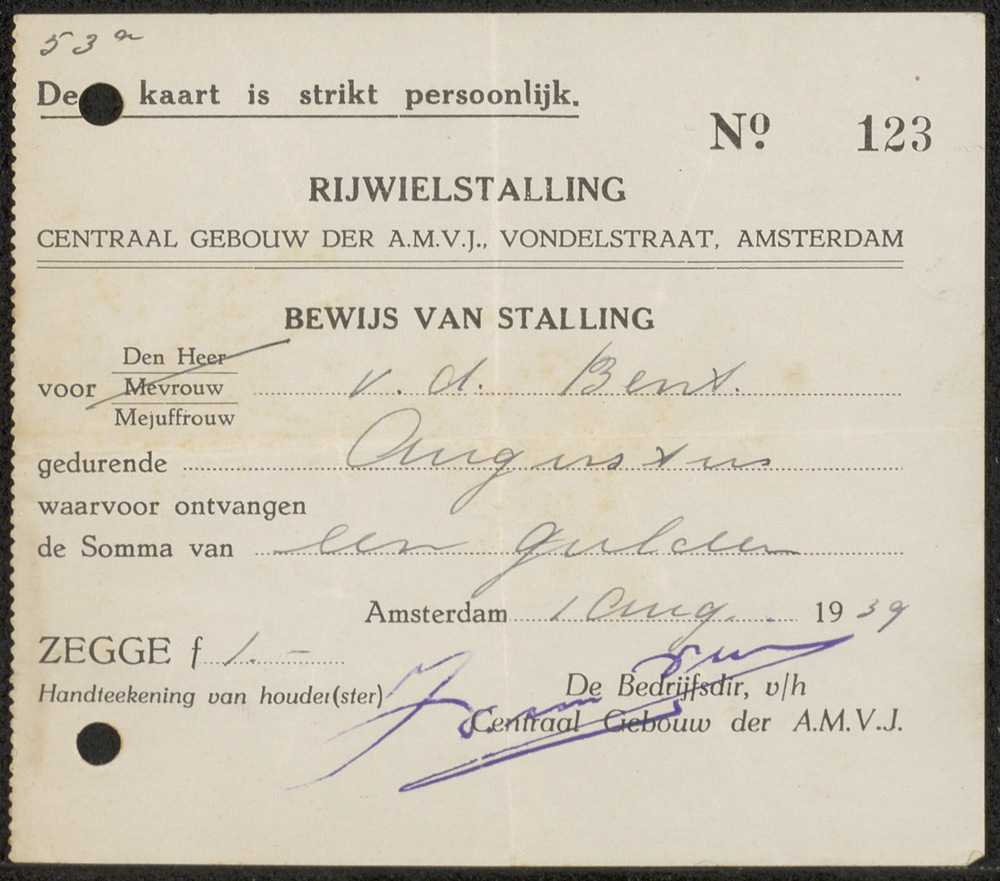 53a
De kaart is strikt persoonlijk.
Nº 123
RIJWIELSTALLING
CENTRAAL GEBOUW DER A.M.V.J., VONDELSTRAAT, AMSTERDAM
BEWIJS VAN STALLING
Den Heer
voor Mevrouw v. d. Bent.
Mejuffrouw
gedurende Augustus
waarvoor ontvangen
de Somma van een gulden
Amsterdam 1 Aug. 1939
ZEGGE f 1.-
Handteekening van houder(ster) De Bedrijfsdir, v/h
Centraal Gebouw der A.M.V.J.